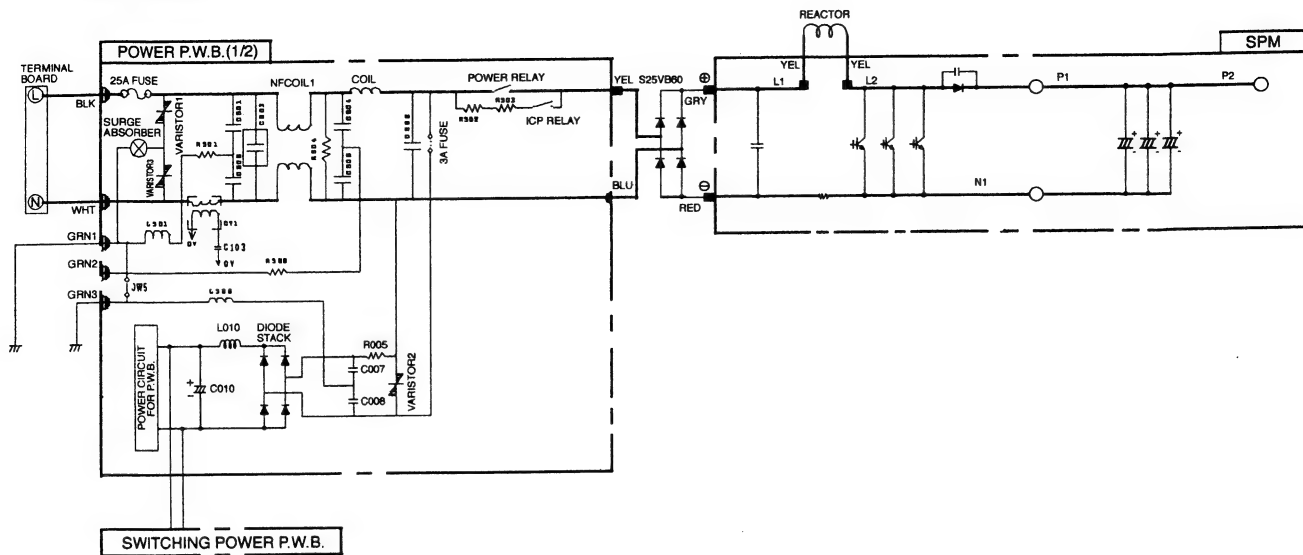 REACTOR
POWER P.W.B.(1/2)
SPM
TERMINAL
BOARD
25A FUSE
NFCOIL1
COIL
POWER RELAY
YEL
S25VB60
⊕
L1
YEL
YEL
L2
P1
P2
L
BLK
GRY
SURGE
ABSORBER
VARISTOR1
VARISTOR3
ICP RELAY
3A FUSE
N
WHT
BLU
⊖
RED
N1
GRN1
0V
C103
0V
GRN2
JW5
GRN3
L010
DIODE
STACK
R005
C007
C008
VARISTOR2
POWER CIRCUIT
FOR P.W.B.
+
-
C010
+
-
+
-
+
-
SWITCHING POWER P.W.B.